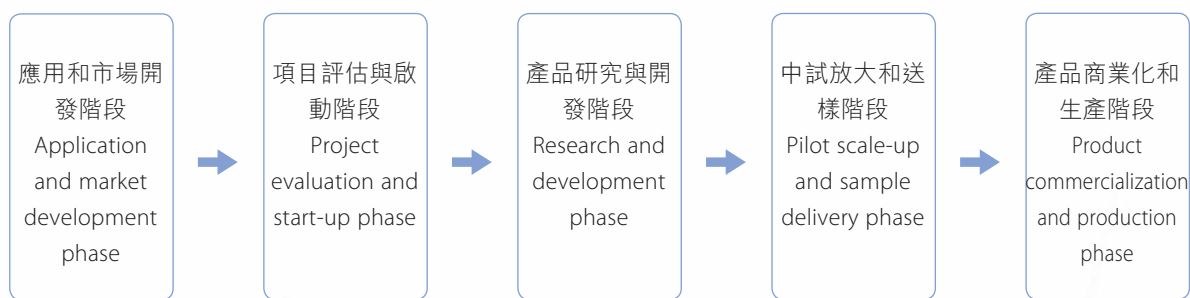 應用和市場開
發階段
Application
and market
development
phase
項目評估與啟
動階段
Project
evaluation and
start-up phase
產品研究與開
發階段
Research and
development
phase
中試放大和送
樣階段
Pilot scale-up
and sample
delivery phase
產品商業化和
生產階段
Product
commercialization
and production
phase